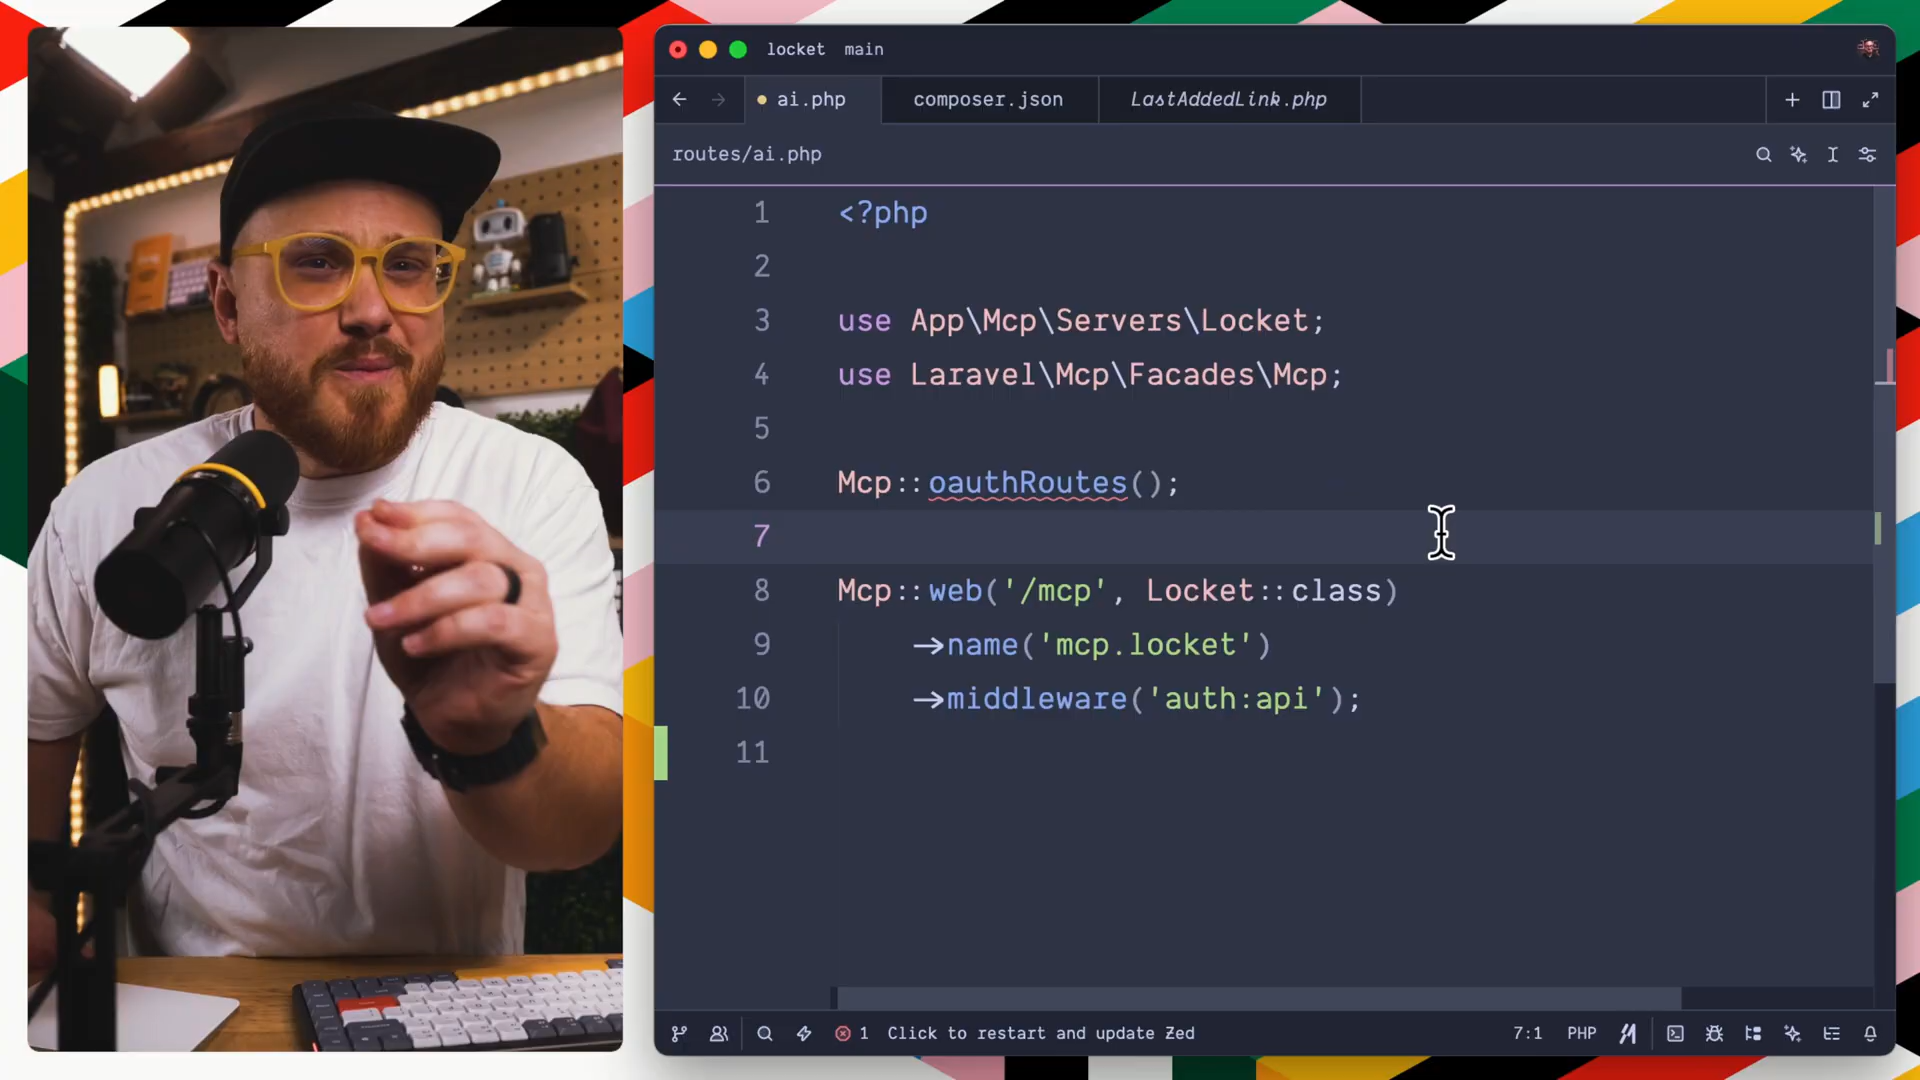 locket main
ai.php composer.json LastAddedLink.php
routes/ai.php
1 <?php
2
3 use App\Mcp\Servers\Locket;
4 use Laravel\Mcp\Facades\Mcp;
5
6 Mcp::oauthRoutes();
7
8 Mcp::web('/mcp', Locket::class)
9 ->name('mcp.locket')
10 ->middleware('auth:api');
11
1 Click to restart and update Zed 7:1 PHP